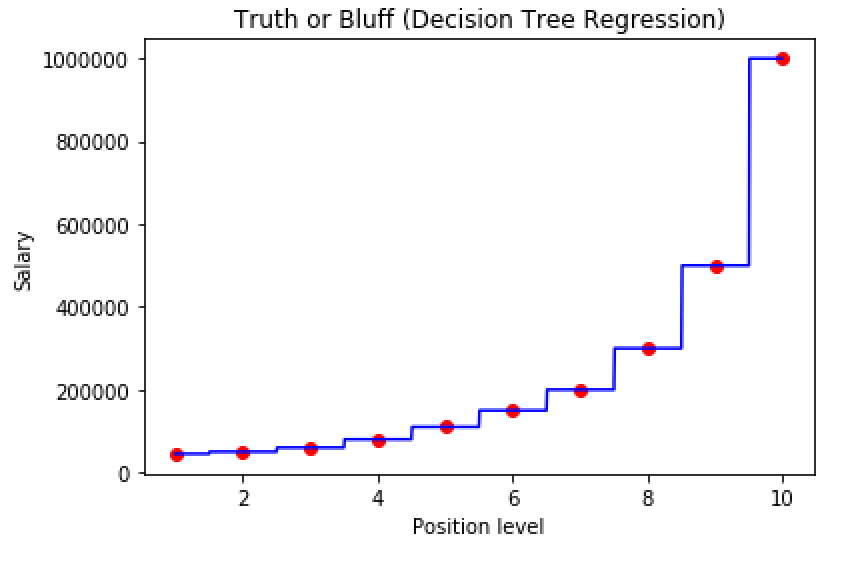 Truth or Bluff (Decision Tree Regression)
1000000
800000
600000
400000
200000
0
Salary
2 4 6 8 10
Position level